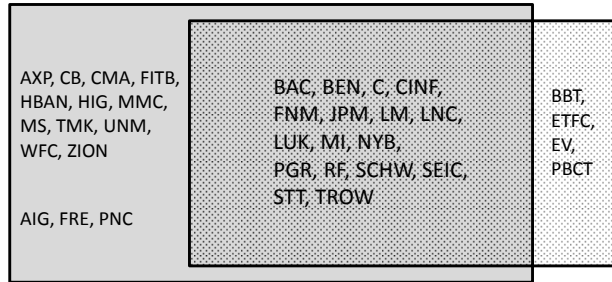 AXP, CB, CMA, FITB,
HBAN, HIG, MMC,
MS, TMK, UNM,
WFC, ZION
AIG, FRE, PNC
BAC, BEN, C, CINF,
FNM, JPM, LM, LNC,
LUK, MI, NYB,
PGR, RF, SCHW, SEIC,
STT, TROW
BBT,
ETFC,
EV,
PBCT